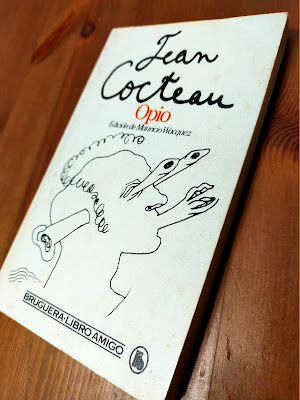 Jean
Cocteau
Opio
Edición de Mauricio Wácquez
BRUGUERA·LIBRO AMIGO